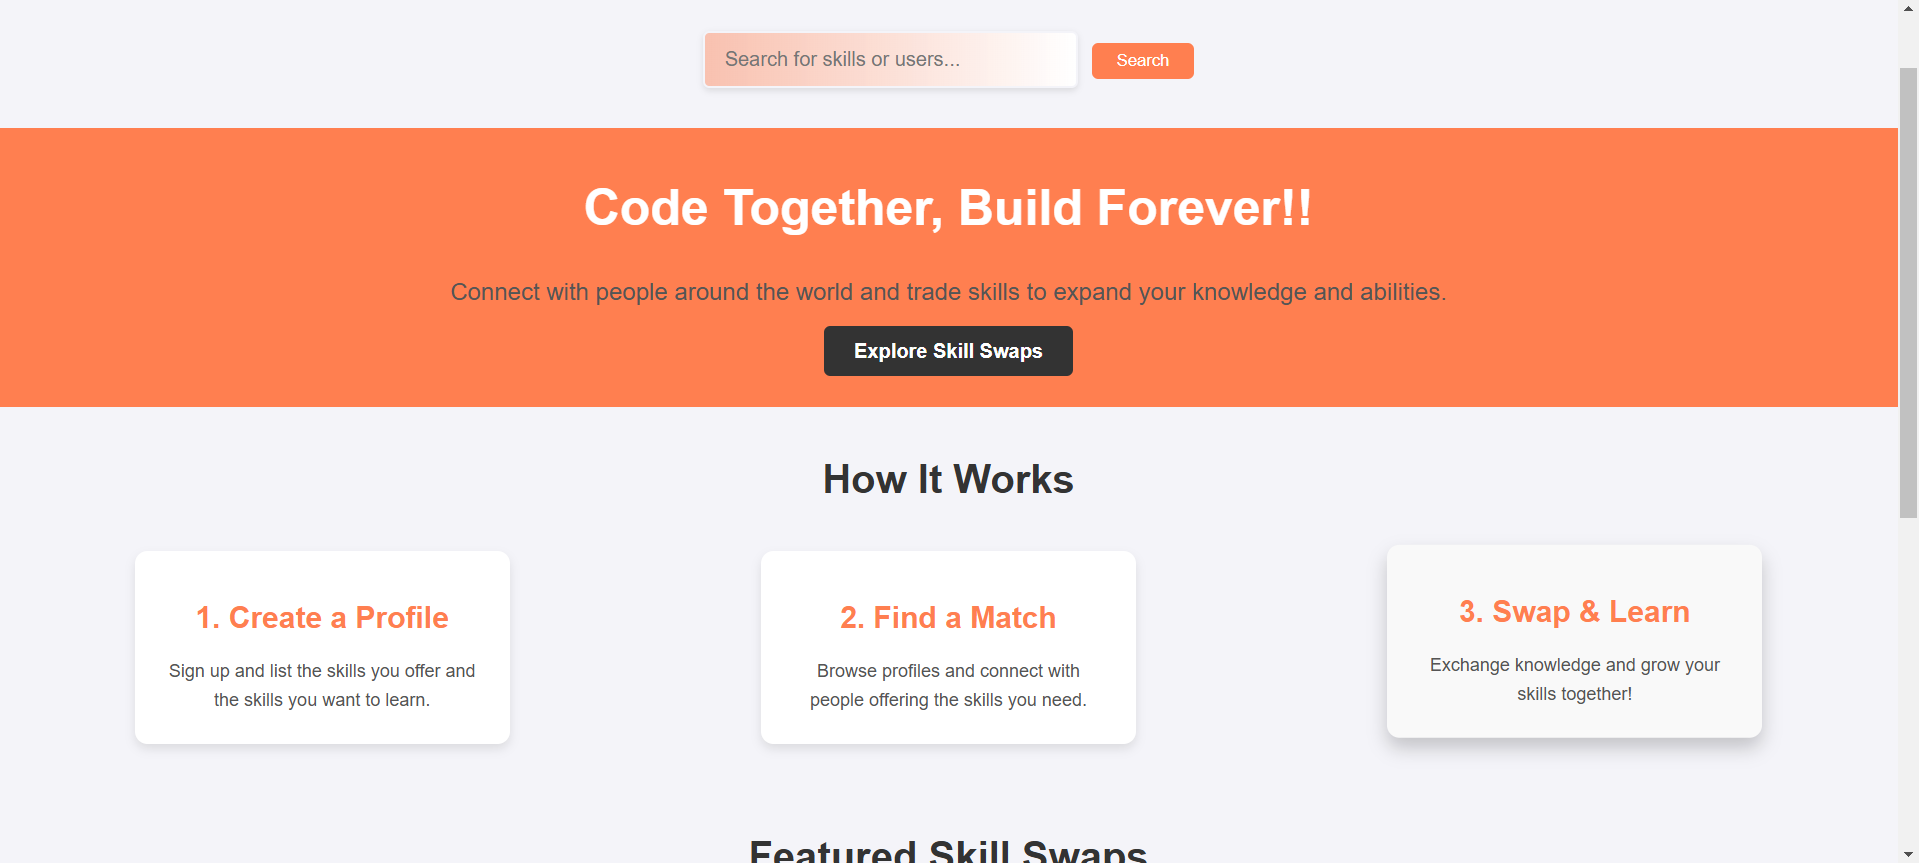 Search for skills or users...
Search
Code Together, Build Forever!!
Connect with people around the world and trade skills to expand your knowledge and abilities.
Explore Skill Swaps
How It Works
1. Create a Profile
Sign up and list the skills you offer and
the skills you want to learn.
2. Find a Match
Browse profiles and connect with
people offering the skills you need.
3. Swap & Learn
Exchange knowledge and grow your
skills together!
Featured Skill Swaps